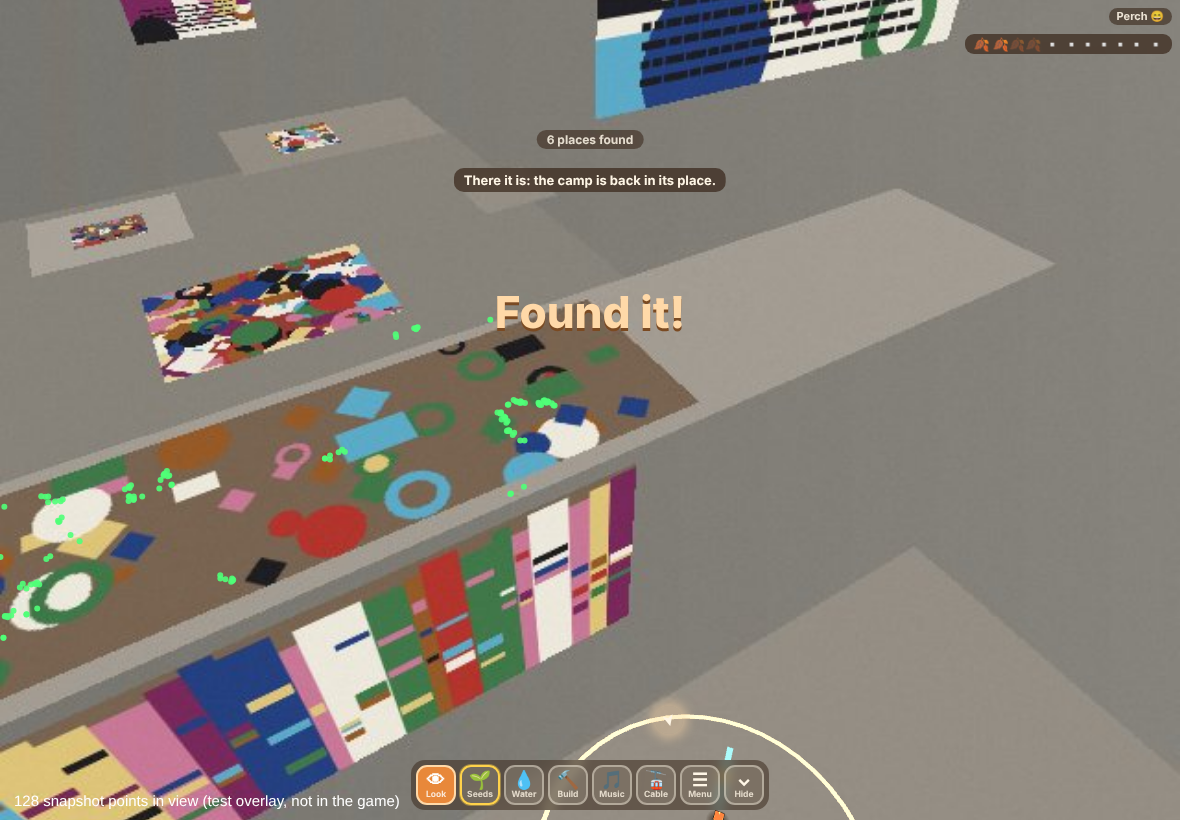 Perch 😄
6 places found
There it is: the camp is back in its place.
Found it!
Look
Seeds
Water
Build
Music
Cable
Menu
Hide
128 snapshot points in view (test overlay, not in the game)